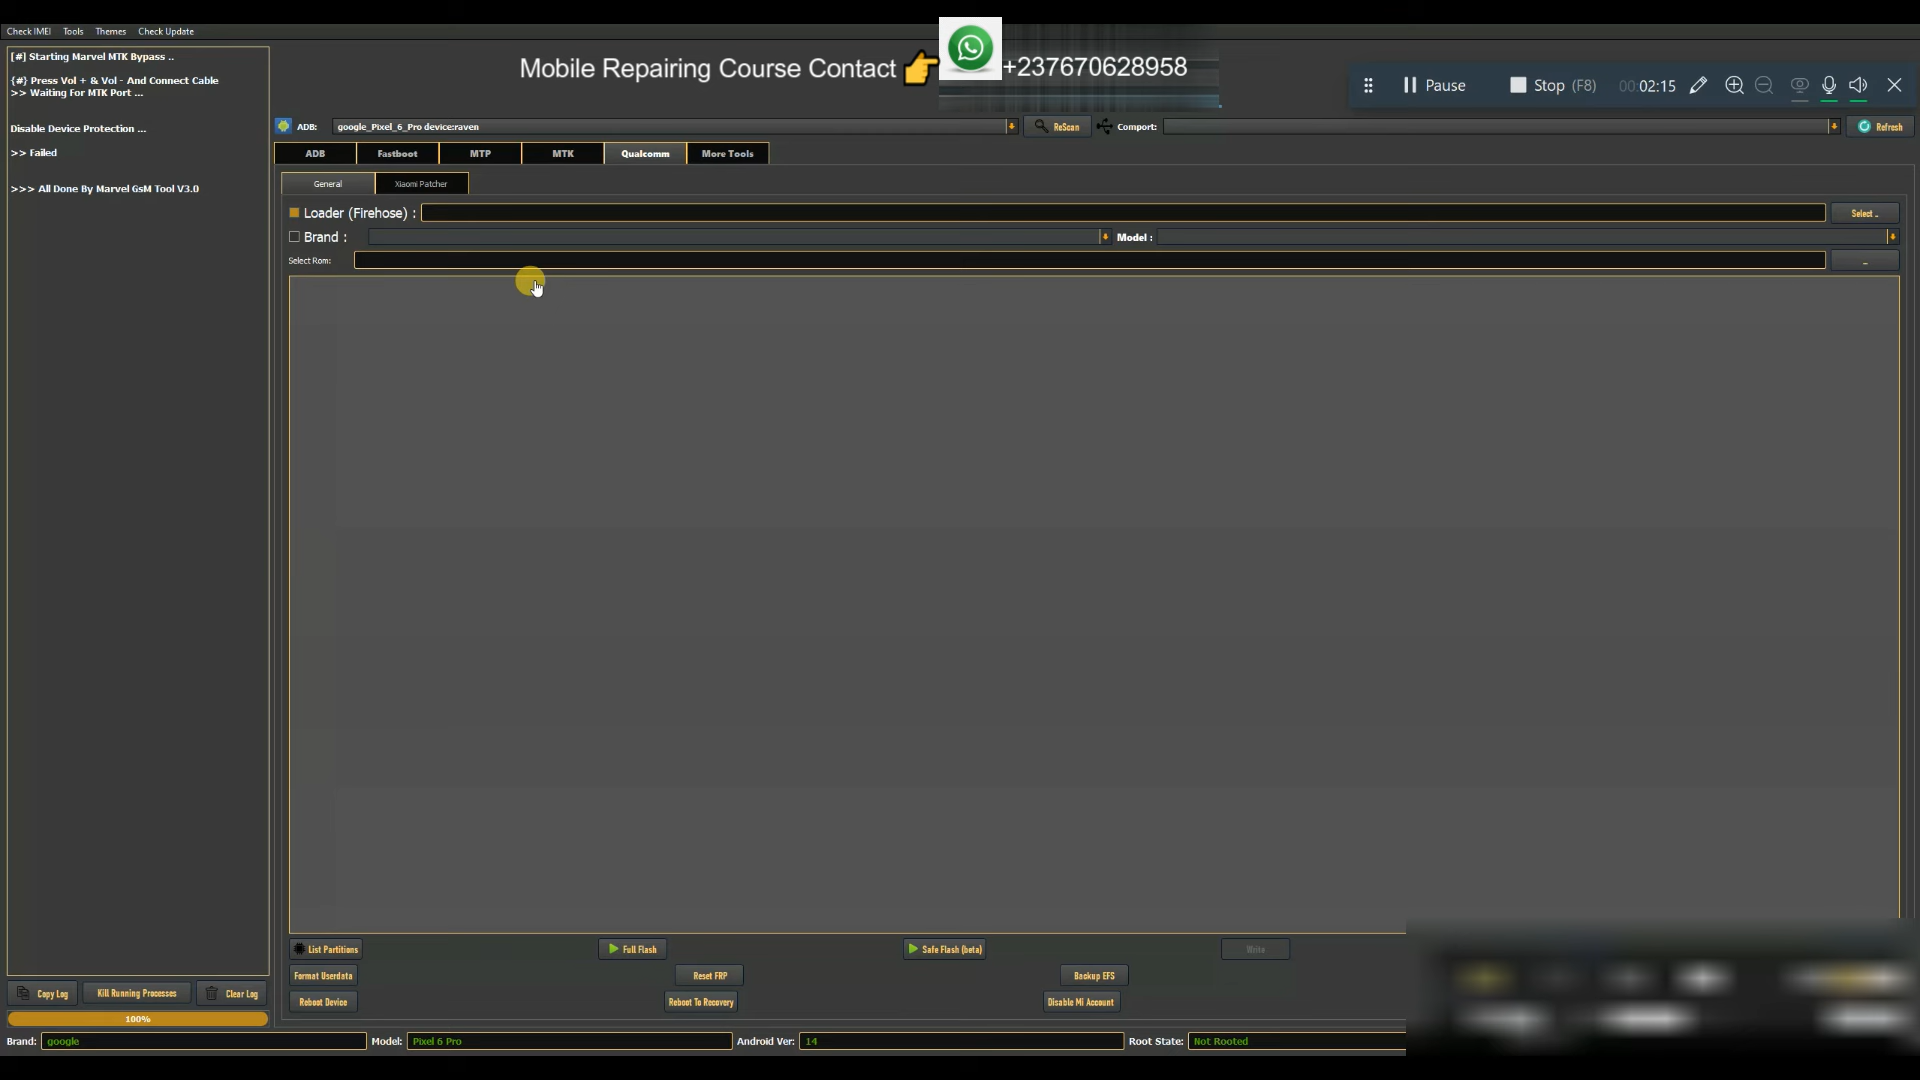 Check IMEI Tools Themes Check Update
Mobile Repairing Course Contact +237670628958
Pause Stop (F8) 00:02:15
[#] Starting Marvel MTK Bypass ..
{#} Press Vol + & Vol - And Connect Cable
>> Waiting For MTK Port ...
Disable Device Protection ...
>> Failed
>>> All Done By Marvel GsM Tool V3.0
ADB: google_Pixel_6_Pro device:raven ReScan Comport: Refresh
ADB Fastboot MTP MTK Qualcomm More Tools
General Xiaomi Patcher
Loader (Firehose) : Select ..
Brand : Model :
Select Rom: ..
List Partitions Full Flash Safe Flash (beta) Write
Format Userdata Reset FRP Backup EFS
Reboot Device Reboot To Recovery Disable Mi Account
Copy Log Kill Running Processes Clear Log
100%
Brand: google Model: Pixel 6 Pro Android Ver: 14 Root State: Not Rooted